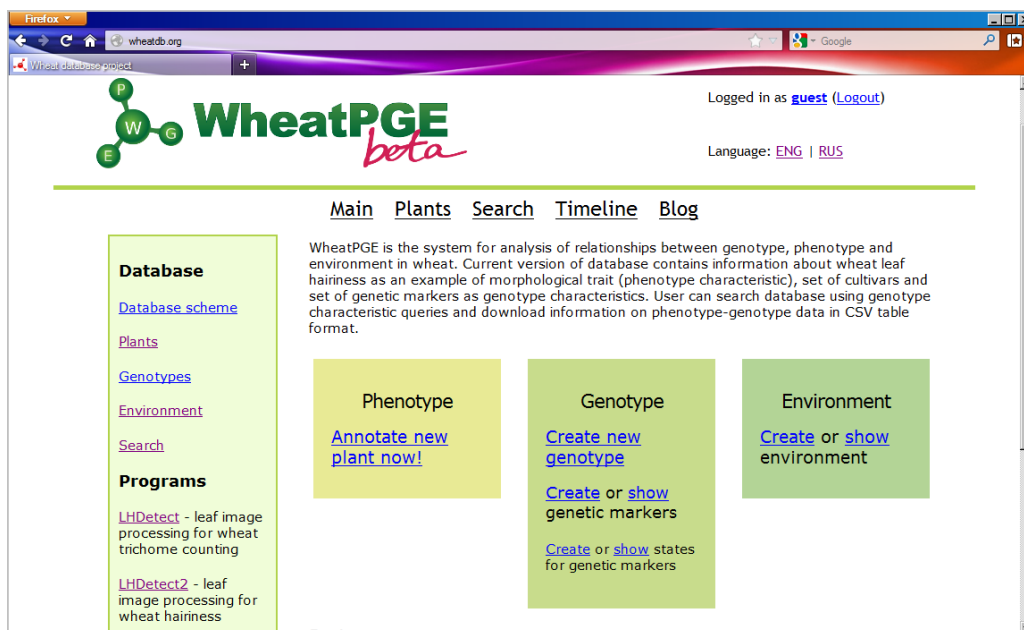 Firefox
wheatdb.org
Google
Wheat database project
P
W
G
E
WheatPGE
beta
Logged in as guest (Logout)
Language: ENG | RUS
Main Plants Search Timeline Blog
Database
Database scheme
Plants
Genotypes
Environment
Search
Programs
LHDetect - leaf image
processing for wheat
trichome counting
LHDetect2 - leaf
image processing for
wheat hairiness
WheatPGE is the system for analysis of relationships between genotype, phenotype and
environment in wheat. Current version of database contains information about wheat leaf
hairiness as an example of morphological trait (phenotype characteristic), set of cultivars and
set of genetic markers as genotype characteristics. User can search database using genotype
characteristic queries and download information on phenotype-genotype data in CSV table
format.
Phenotype
Annotate new
plant now!
Genotype
Create new
genotype
Create or show
genetic markers
Create or show states
for genetic markers
Environment
Create or show
environment